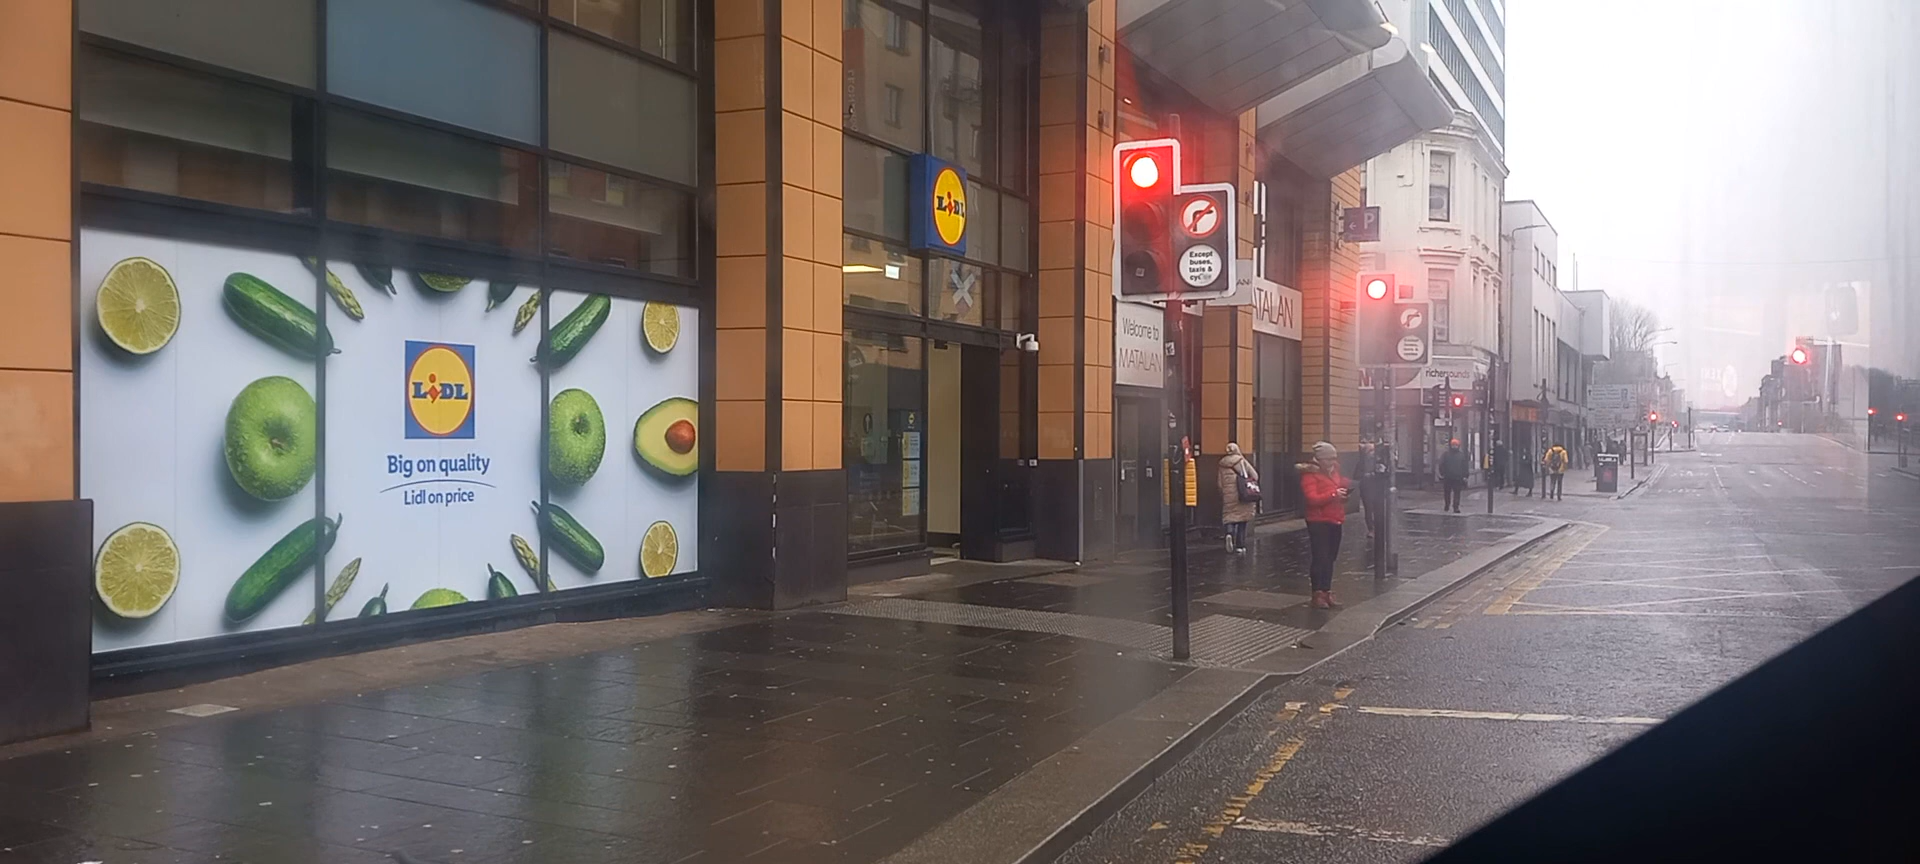 LIDL
Big on quality
Lidl on price
LIDL
Except
buses,
taxis &
cycles
Welcome to
MATALAN
MATALAN
P
richersounds